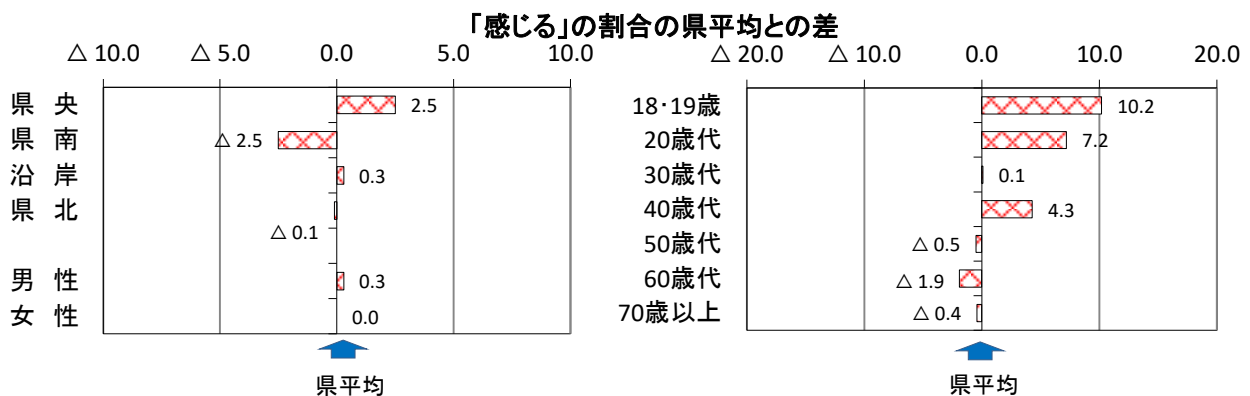 「感じる」の割合の県平均との差
△ 10.0 △ 5.0 0.0 5.0 10.0
県 央 2.5
県 南 △ 2.5
沿 岸 0.3
県 北 △ 0.1
男 性 0.3
女 性 0.0
県平均
△ 20.0 △ 10.0 0.0 10.0 20.0
18･19歳 10.2
20歳代 7.2
30歳代 0.1
40歳代 4.3
50歳代 △ 0.5
60歳代 △ 1.9
70歳以上 △ 0.4
県平均